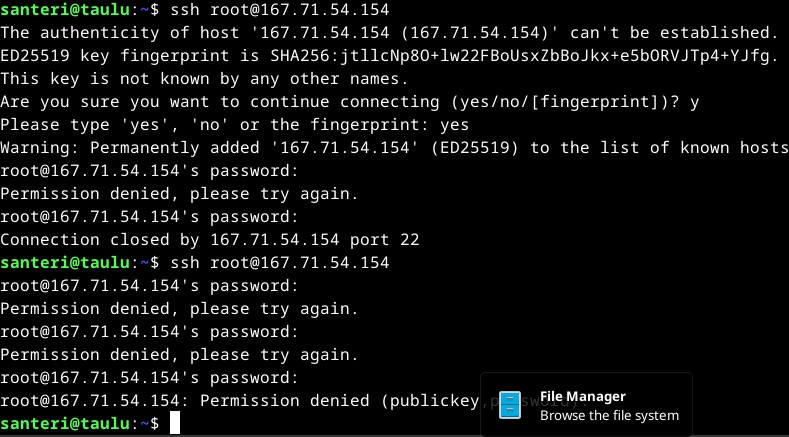 santeri@taulu:~$ ssh root@167.71.54.154
The authenticity of host '167.71.54.154 (167.71.54.154)' can't be established.
ED25519 key fingerprint is SHA256:jtllcNp8O+lw22FBoUsxZbBoJkx+e5bORVJTp4+YJfg.
This key is not known by any other names.
Are you sure you want to continue connecting (yes/no/[fingerprint])? y
Please type 'yes', 'no' or the fingerprint: yes
Warning: Permanently added '167.71.54.154' (ED25519) to the list of known hosts
root@167.71.54.154's password:
Permission denied, please try again.
root@167.71.54.154's password:
Connection closed by 167.71.54.154 port 22
santeri@taulu:~$ ssh root@167.71.54.154
root@167.71.54.154's password:
Permission denied, please try again.
root@167.71.54.154's password:
Permission denied, please try again.
root@167.71.54.154's password:
root@167.71.54.154: Permission denied (publickey,password).
santeri@taulu:~$
File Manager
Browse the file system